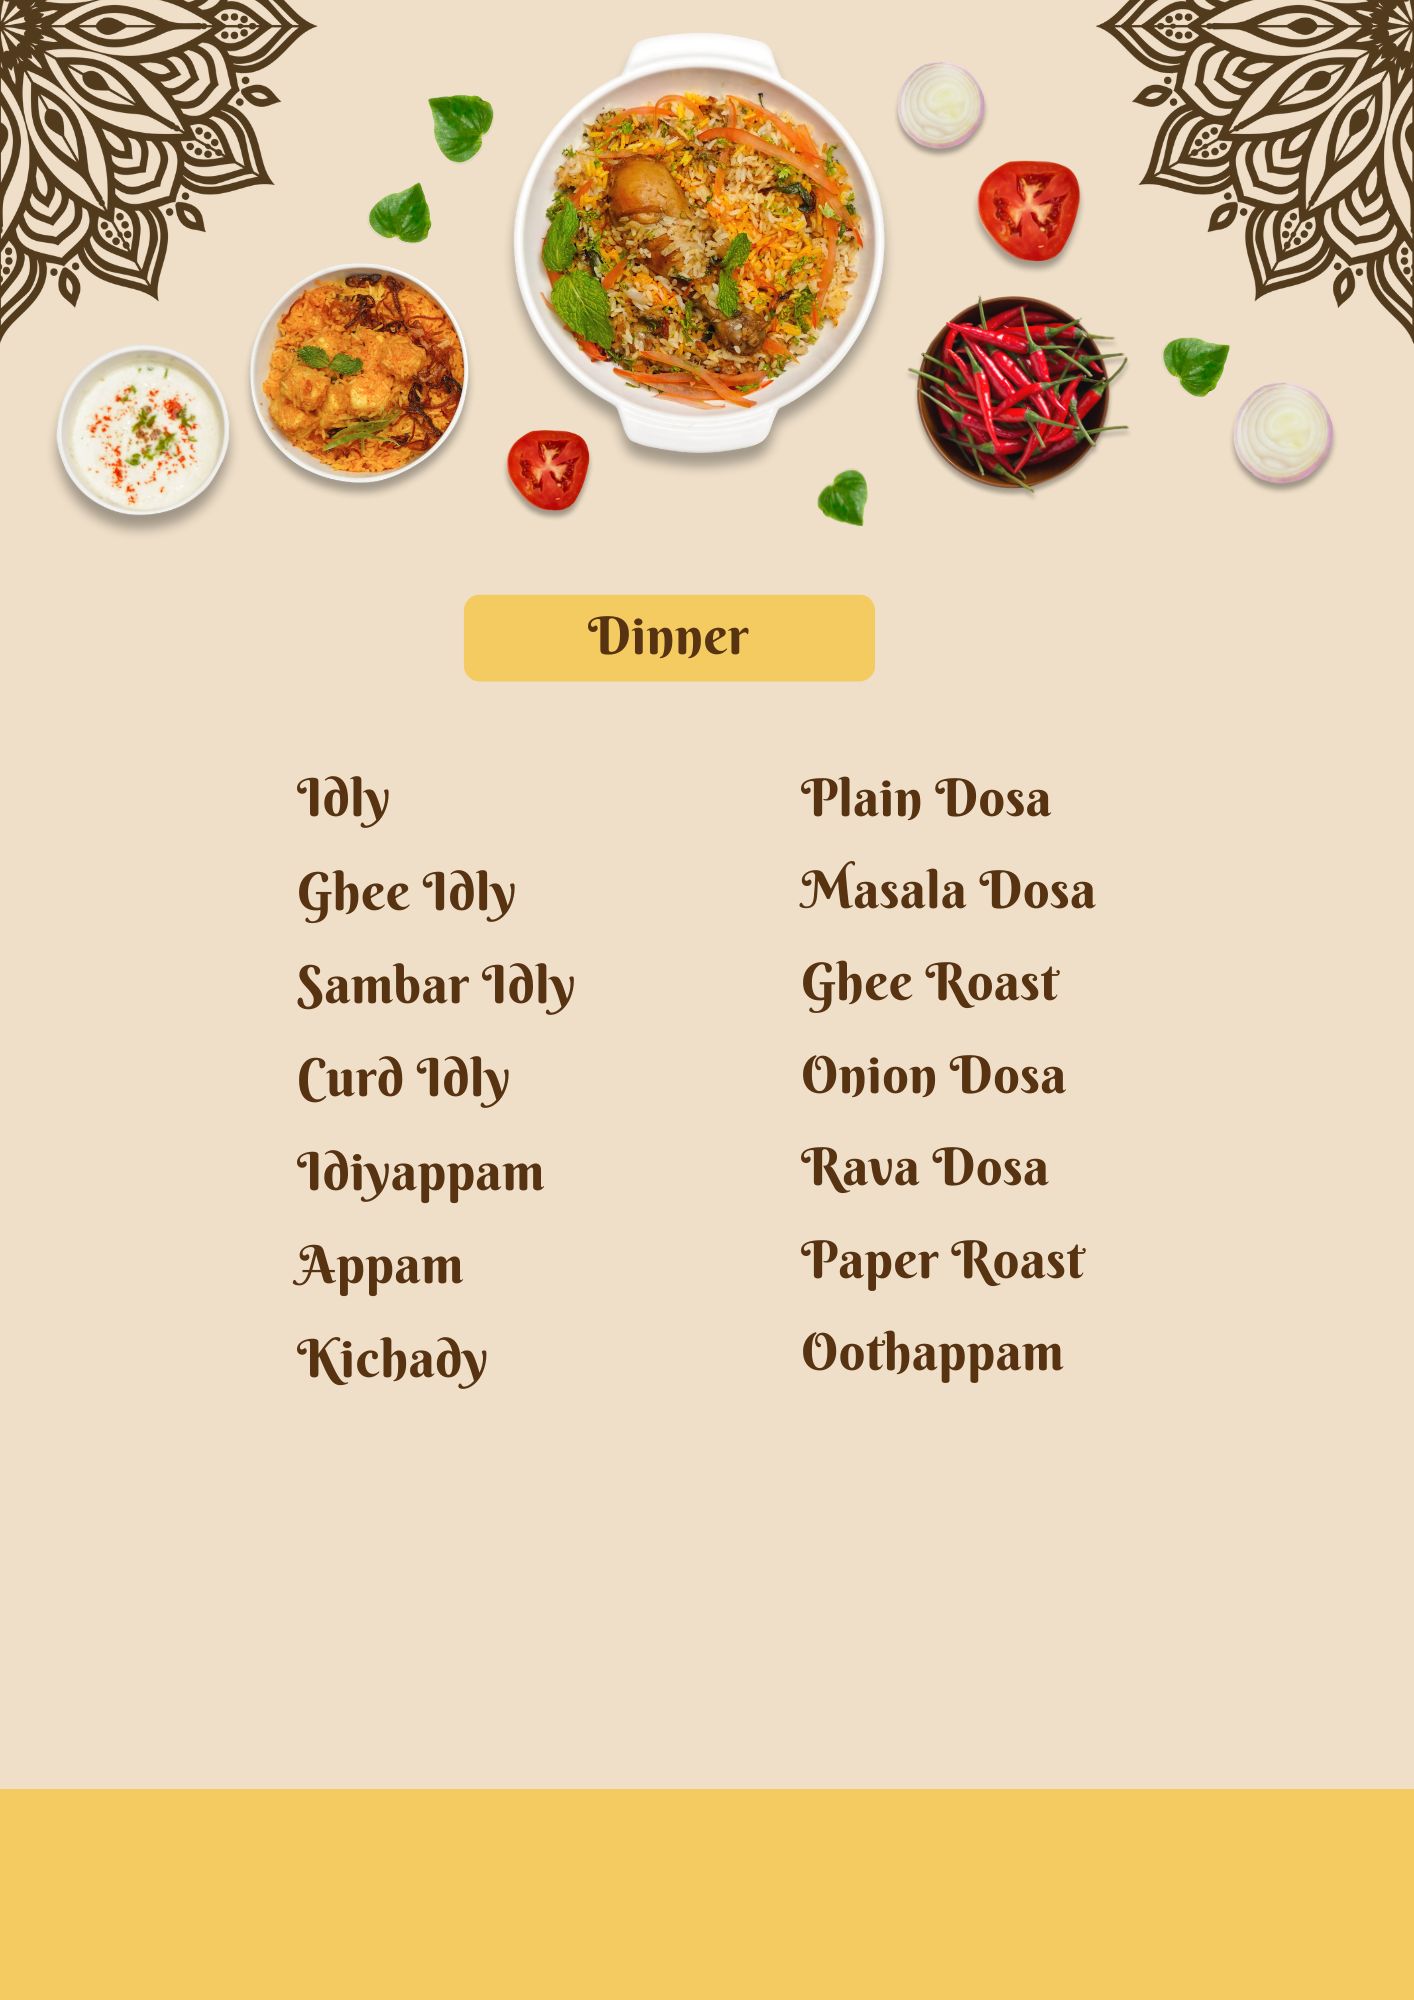 Dinner
Idly
Ghee Idly
Sambar Idly
Curd Idly
Idiyappam
Appam
Kichady
Plain Dosa
Masala Dosa
Ghee Roast
Onion Dosa
Rava Dosa
Paper Roast
Oothappam